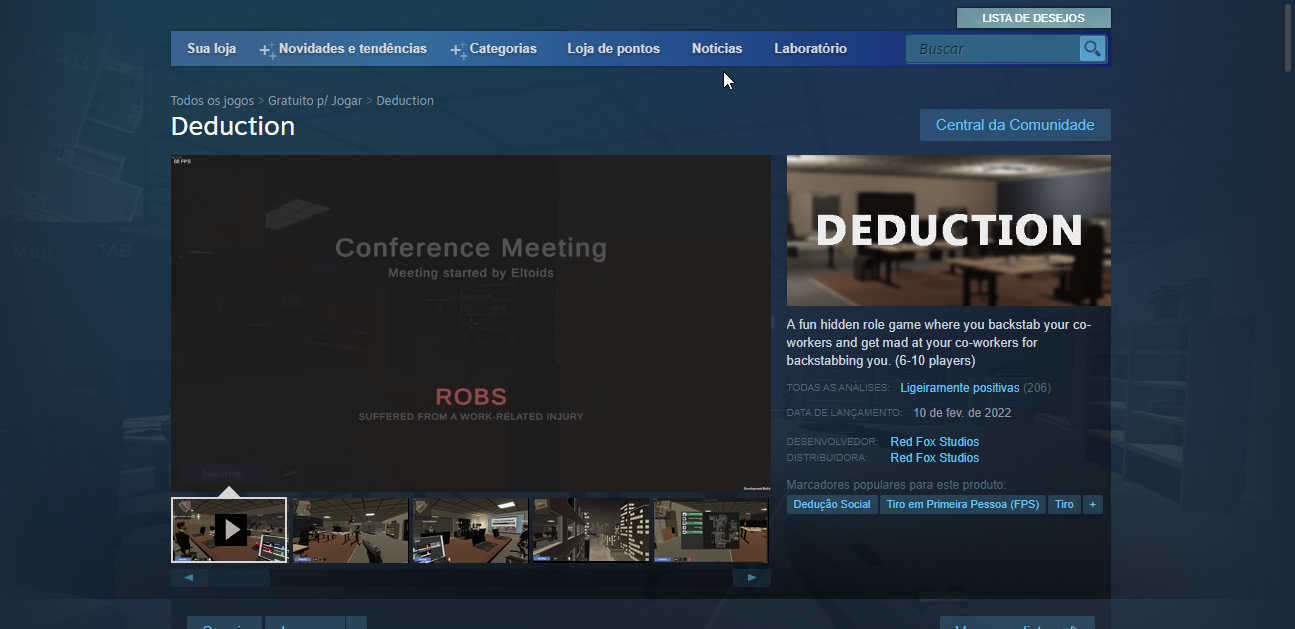 LISTA DE DESEJOS
Sua loja
Novidades e tendências
Categorias
Loja de pontos
Notícias
Laboratório
Buscar
Todos os jogos > Gratuito p/ Jogar > Deduction
Deduction
Central da Comunidade
Conference Meeting
Meeting started by Eltoids
ROBS
SUFFERED FROM A WORK-RELATED INJURY
Security
Development Build
Map
TAB
DEDUCTION
A fun hidden role game where you backstab your co-
workers and get mad at your co-workers for
backstabbing you. (6-10 players)
TODAS AS ANÁLISES: Ligeiramente positivas (206)
DATA DE LANÇAMENTO: 10 de fev. de 2022
DESENVOLVEDOR: Red Fox Studios
DISTRIBUIDORA: Red Fox Studios
Marcadores populares para este produto:
Dedução Social
Tiro em Primeira Pessoa (FPS)
Tiro
+